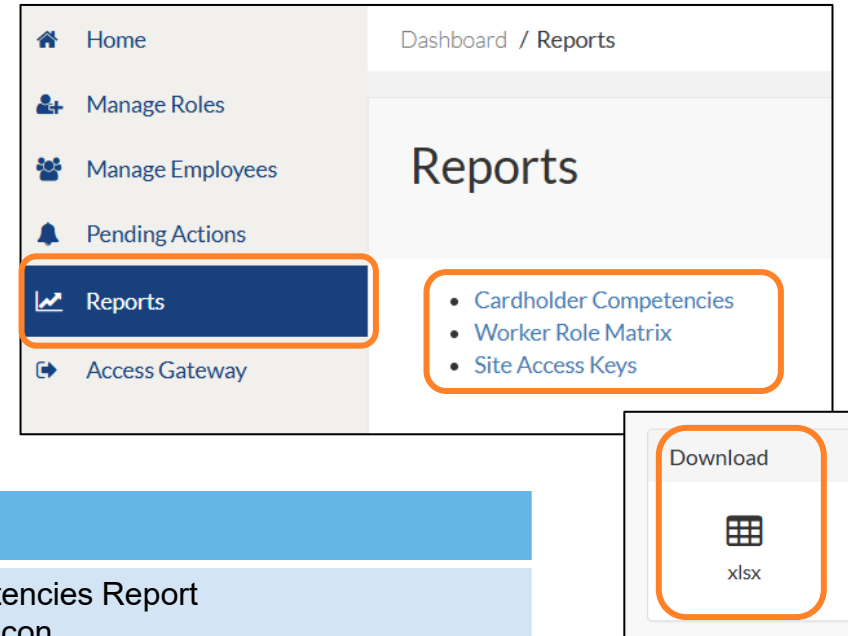 Home
Manage Roles
Manage Employees
Pending Actions
Reports
Access Gateway
Dashboard / Reports
Reports
• Cardholder Competencies
• Worker Role Matrix
• Site Access Keys
Download
xlsx
tencies Report
con